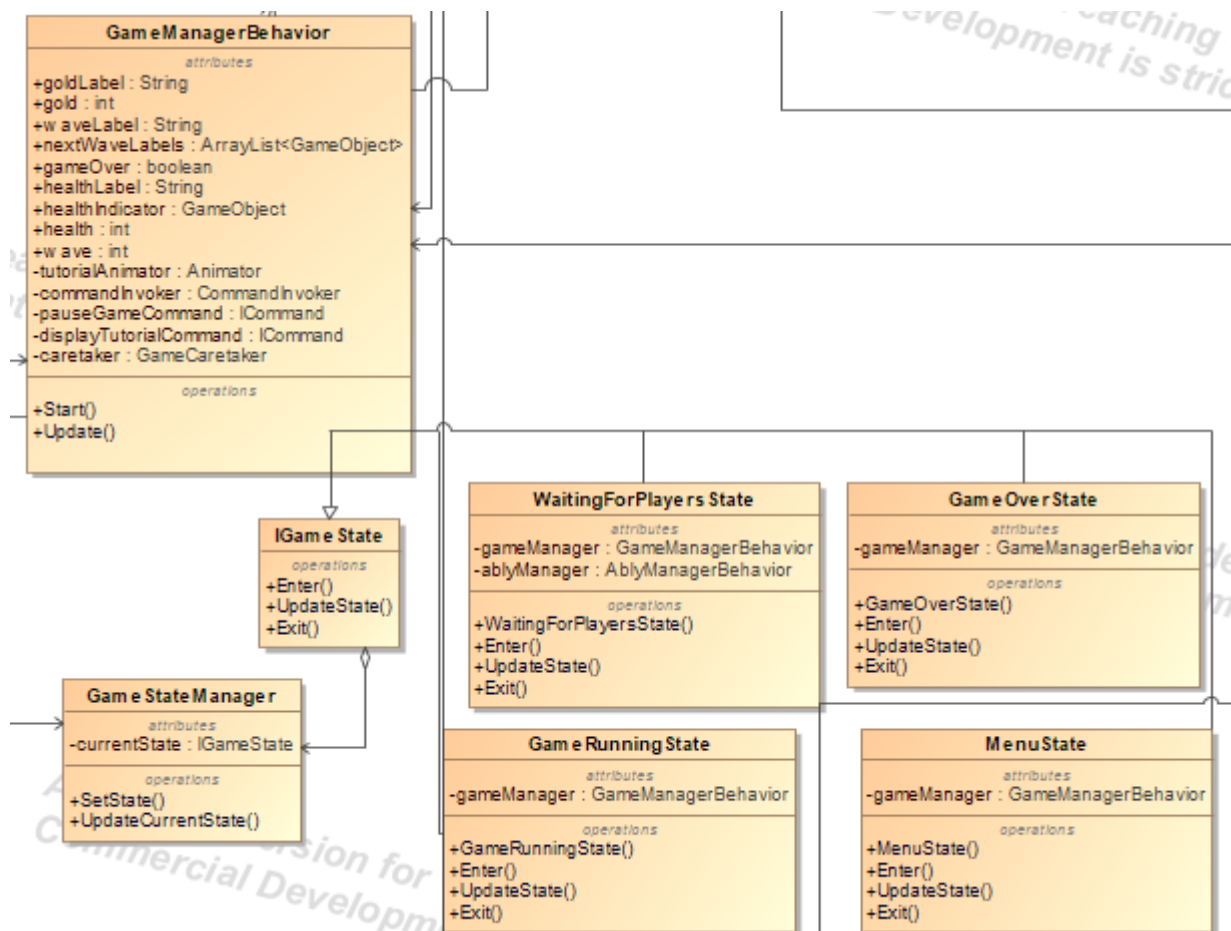 eaching
Development is stric
GameManagerBehavior
attributes
+goldLabel : String
+gold : int
+waveLabel : String
+nextWaveLabels : ArrayList<GameObject>
+gameOver : boolean
+healthLabel : String
+healthIndicator : GameObject
+health : int
+wave : int
-tutorialAnimator : Animator
-commandInvoker : CommandInvoker
-pauseGameCommand : ICommand
-displayTutorialCommand : ICommand
-caretaker : GameCaretaker
operations
+Start()
+Update()
IGameState
operations
+Enter()
+UpdateState()
+Exit()
GameStateManager
attributes
-currentState : IGameState
operations
+SetState()
+UpdateCurrentState()
WaitingForPlayersState
attributes
-gameManager : GameManagerBehavior
-ablyManager : AblyManagerBehavior
operations
+WaitingForPlayersState()
+Enter()
+UpdateState()
+Exit()
GameOverState
attributes
-gameManager : GameManagerBehavior
operations
+GameOverState()
+Enter()
+UpdateState()
+Exit()
GameRunningState
attributes
-gameManager : GameManagerBehavior
operations
+GameRunningState()
+Enter()
+UpdateState()
+Exit()
MenuState
attributes
-gameManager : GameManagerBehavior
operations
+MenuState()
+Enter()
+UpdateState()
+Exit()
sion for
Commercial Developm